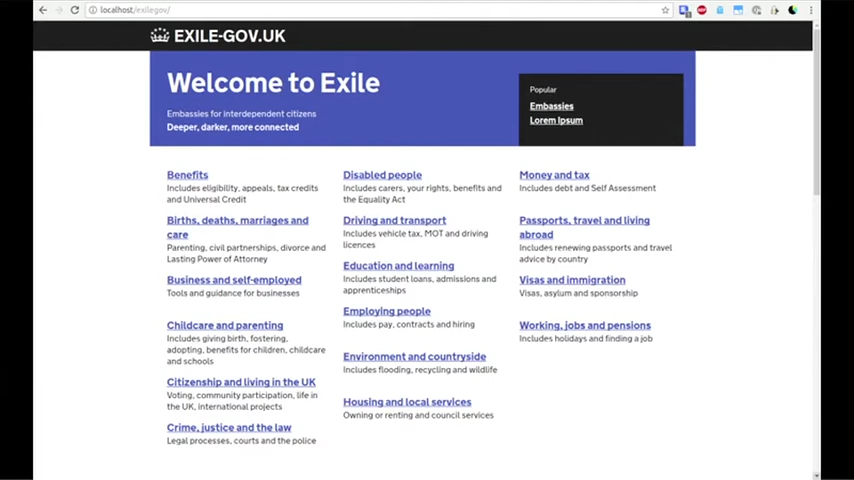 localhost/exilegov/
EXILE-GOV.UK
Welcome to Exile
Embassies for interdependent citizens
Deeper, darker, more connected
Popular
Embassies
Lorem Ipsum
Benefits
Includes eligibility, appeals, tax credits
and Universal Credit
Births, deaths, marriages and
care
Parenting, civil partnerships, divorce and
Lasting Power of Attorney
Business and self-employed
Tools and guidance for businesses
Childcare and parenting
Includes giving birth, fostering,
adopting, benefits for children, childcare
and schools
Citizenship and living in the UK
Voting, community participation, life in
the UK, international projects
Crime, justice and the law
Legal processes, courts and the police
Disabled people
Includes carers, your rights, benefits and
the Equality Act
Driving and transport
Includes vehicle tax, MOT and driving
licences
Education and learning
Includes student loans, admissions and
apprenticeships
Employing people
Includes pay, contracts and hiring
Environment and countryside
Includes flooding, recycling and wildlife
Housing and local services
Owning or renting and council services
Money and tax
Includes debt and Self Assessment
Passports, travel and living
abroad
Includes renewing passports and travel
advice by country
Visas and immigration
Visas, asylum and sponsorship
Working, jobs and pensions
Includes holidays and finding a job